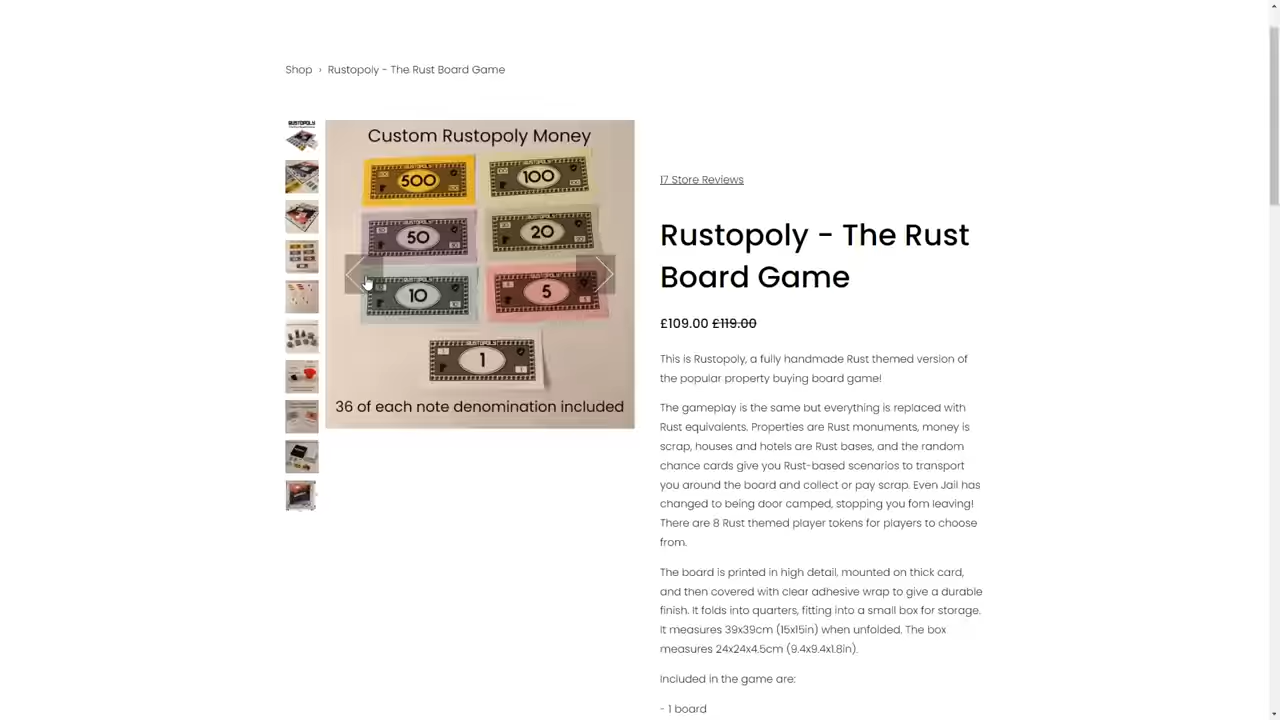 Shop › Rustopoly - The Rust Board Game
Custom Rustopoly Money
RUSTOPOLY
500
100
50
20
10
5
RUSTOPOLY
1
36 of each note denomination included
17 Store Reviews
Rustopoly - The Rust
Board Game
£109.00 £119.00
This is Rustopoly, a fully handmade Rust themed version of
the popular property buying board game!
The gameplay is the same but everything is replaced with
Rust equivalents. Properties are Rust monuments, money is
scrap, houses and hotels are Rust bases, and the random
chance cards give you Rust-based scenarios to transport
you around the board and collect or pay scrap. Even Jail has
changed to being door camped, stopping you fom leaving!
There are 8 Rust themed player tokens for players to choose
from.
The board is printed in high detail, mounted on thick card,
and then covered with clear adhesive wrap to give a durable
finish. It folds into quarters, fitting into a small box for storage.
It measures 39x39cm (15x15in) when unfolded. The box
measures 24x24x4.5cm (9.4x9.4x1.8in).
Included in the game are:
- 1 board